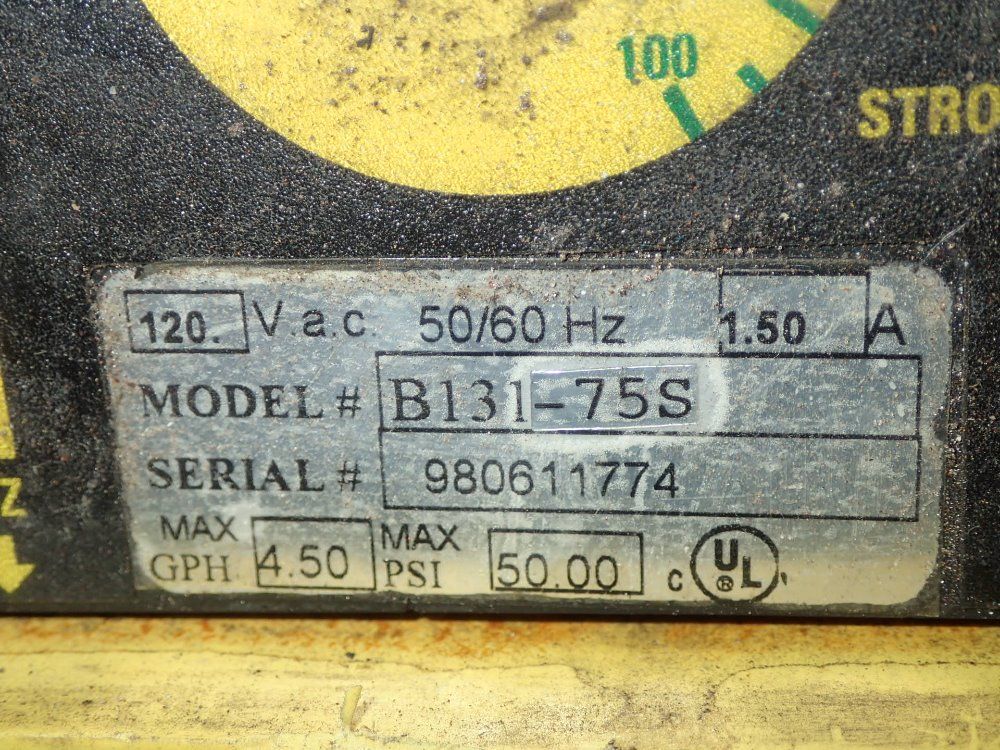 100
STRO
120. V.a.c. 50/60 Hz 1.50 A
MODEL # B131-75S
SERIAL # 980611774
MAX GPH 4.50 MAX PSI 50.00 c UL ®
Z